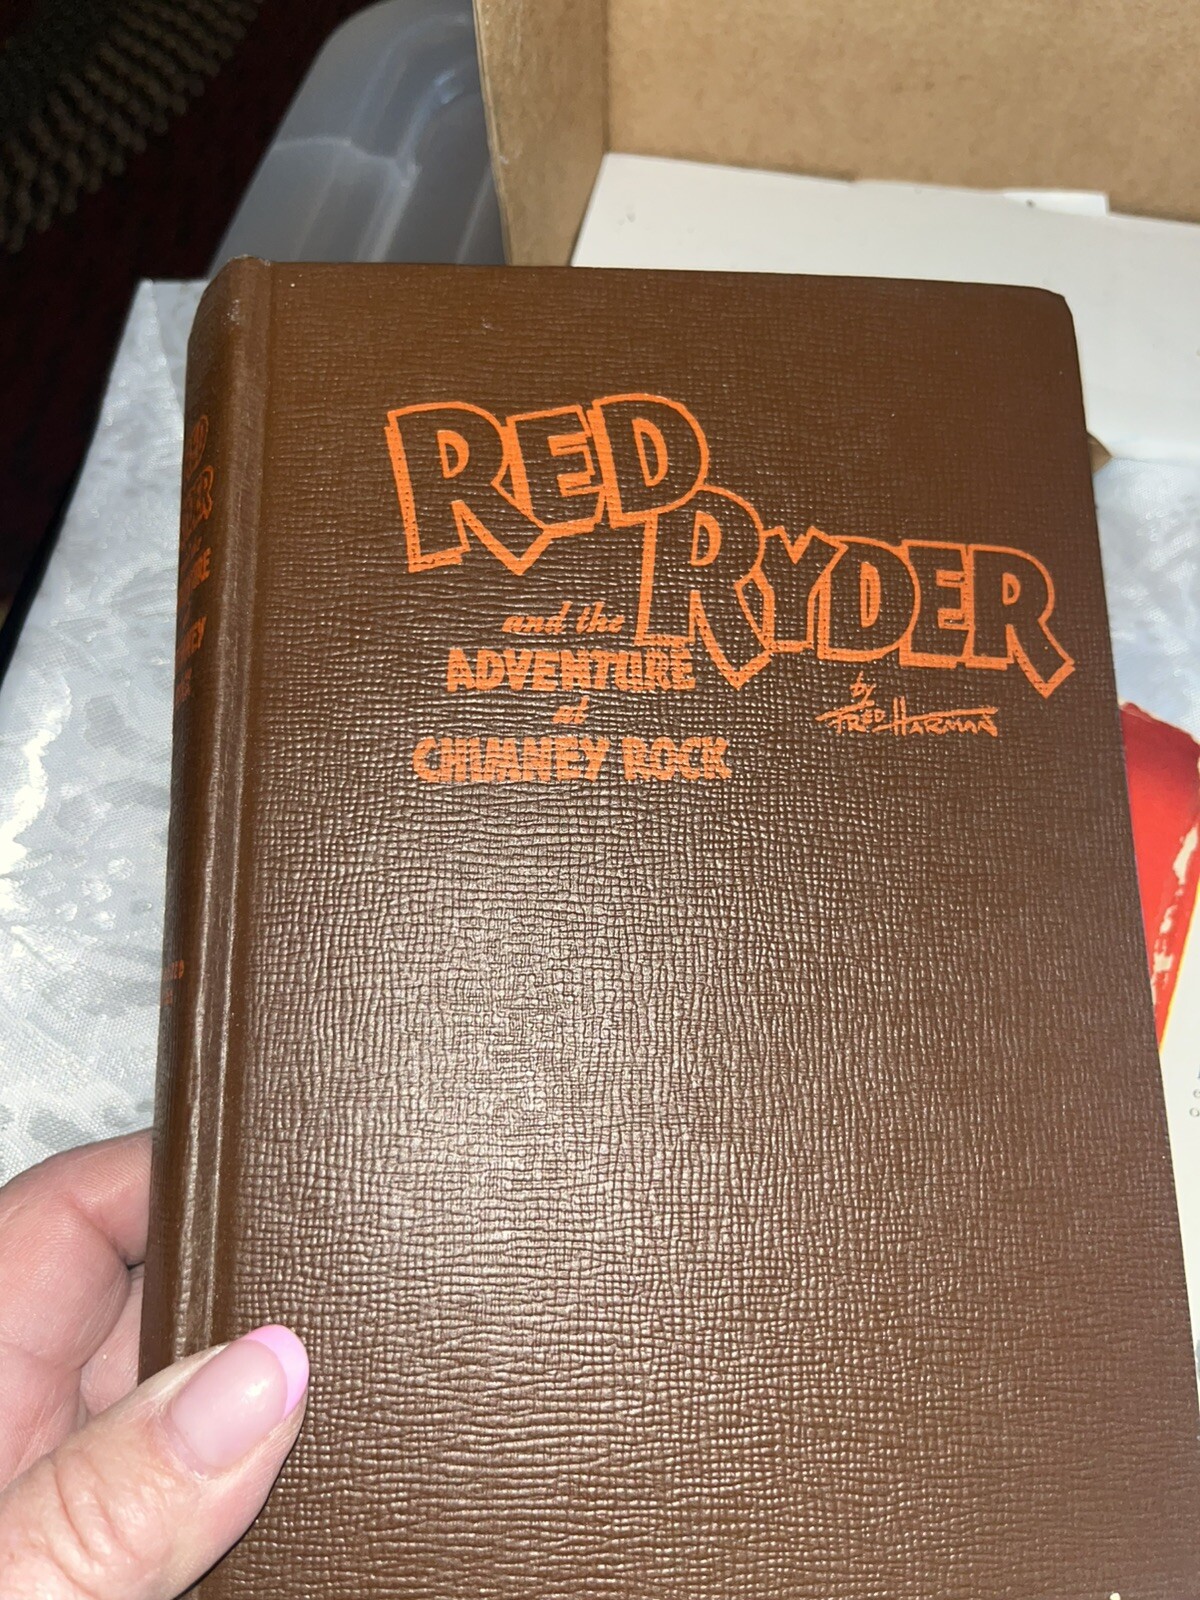 RED
RYDER
and the
ADVENTURE
at
CHIMNEY ROCK
by
FRED HARMAN